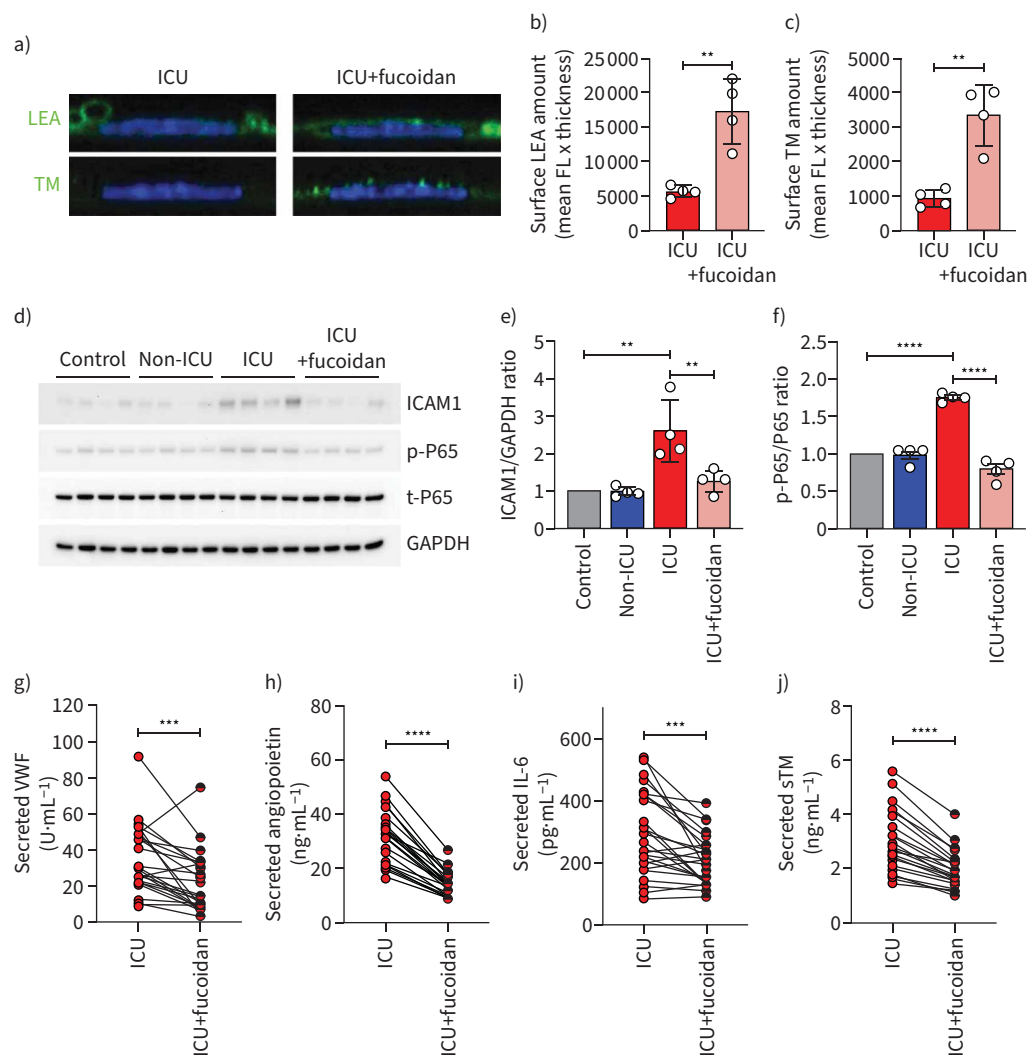 a)
ICU
ICU+fucoidan
LEA
TM
b)
Surface LEA amount
(mean FL x thickness)
25000
20000
15000
10000
5000
0
**
ICU
ICU
+fucoidan
c)
Surface TM amount
(mean FL x thickness)
5000
4000
3000
2000
1000
0
**
ICU
ICU
+fucoidan
d)
Control
Non-ICU
ICU
ICU
+fucoidan
ICAM1
p-P65
t-P65
GAPDH
e)
ICAM1/GAPDH ratio
5
4
3
2
1
0
**
**
Control
Non-ICU
ICU
ICU+fucoidan
f)
p-P65/P65 ratio
2.5
2.0
1.5
1.0
0.5
0
****
****
Control
Non-ICU
ICU
ICU+fucoidan
g)
Secreted VWF
(U·mL⁻¹)
120
100
80
60
40
20
0
***
ICU
ICU+fucoidan
h)
Secreted angiopoietin
(ng·mL⁻¹)
80
60
40
20
0
****
ICU
ICU+fucoidan
i)
Secreted IL-6
(pg·mL⁻¹)
600
400
200
0
***
ICU
ICU+fucoidan
j)
Secreted sTM
(ng·mL⁻¹)
6
4
2
0
****
ICU
ICU+fucoidan